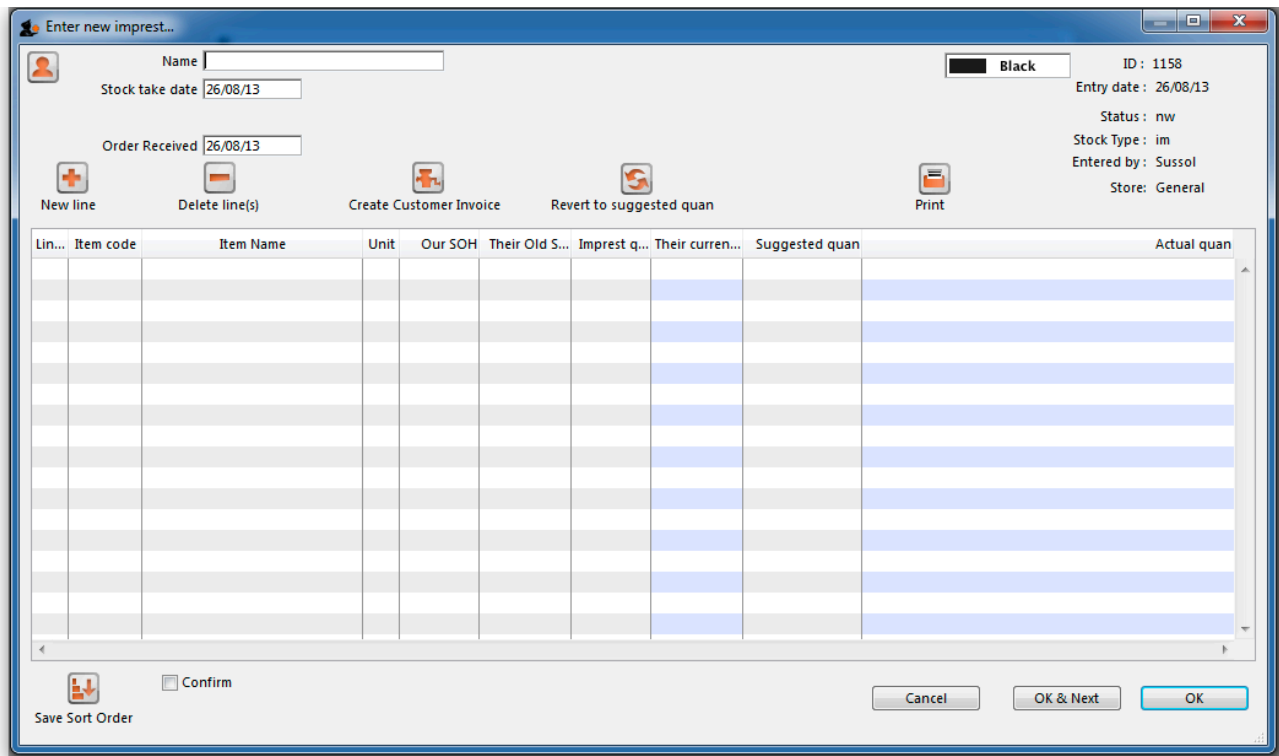 Enter new imprest...
Name
Black
ID : 1158
Stock take date 26/08/13
Entry date : 26/08/13
Status : nw
Order Received 26/08/13
Stock Type : im
Entered by : Sussol
Store: General
New line
Delete line(s)
Create Customer Invoice
Revert to suggested quan
Print
Lin... Item code Item Name Unit Our SOH Their Old S... Imprest q... Their curren... Suggested quan Actual quan
Confirm
Save Sort Order
Cancel
OK & Next
OK